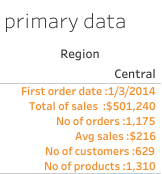 primary data
Region
Central
First order date :1/3/2014
Total of sales  :$501,240
No of orders :1,175
Avg sales :$216
No of customers :629
No of products :1,310